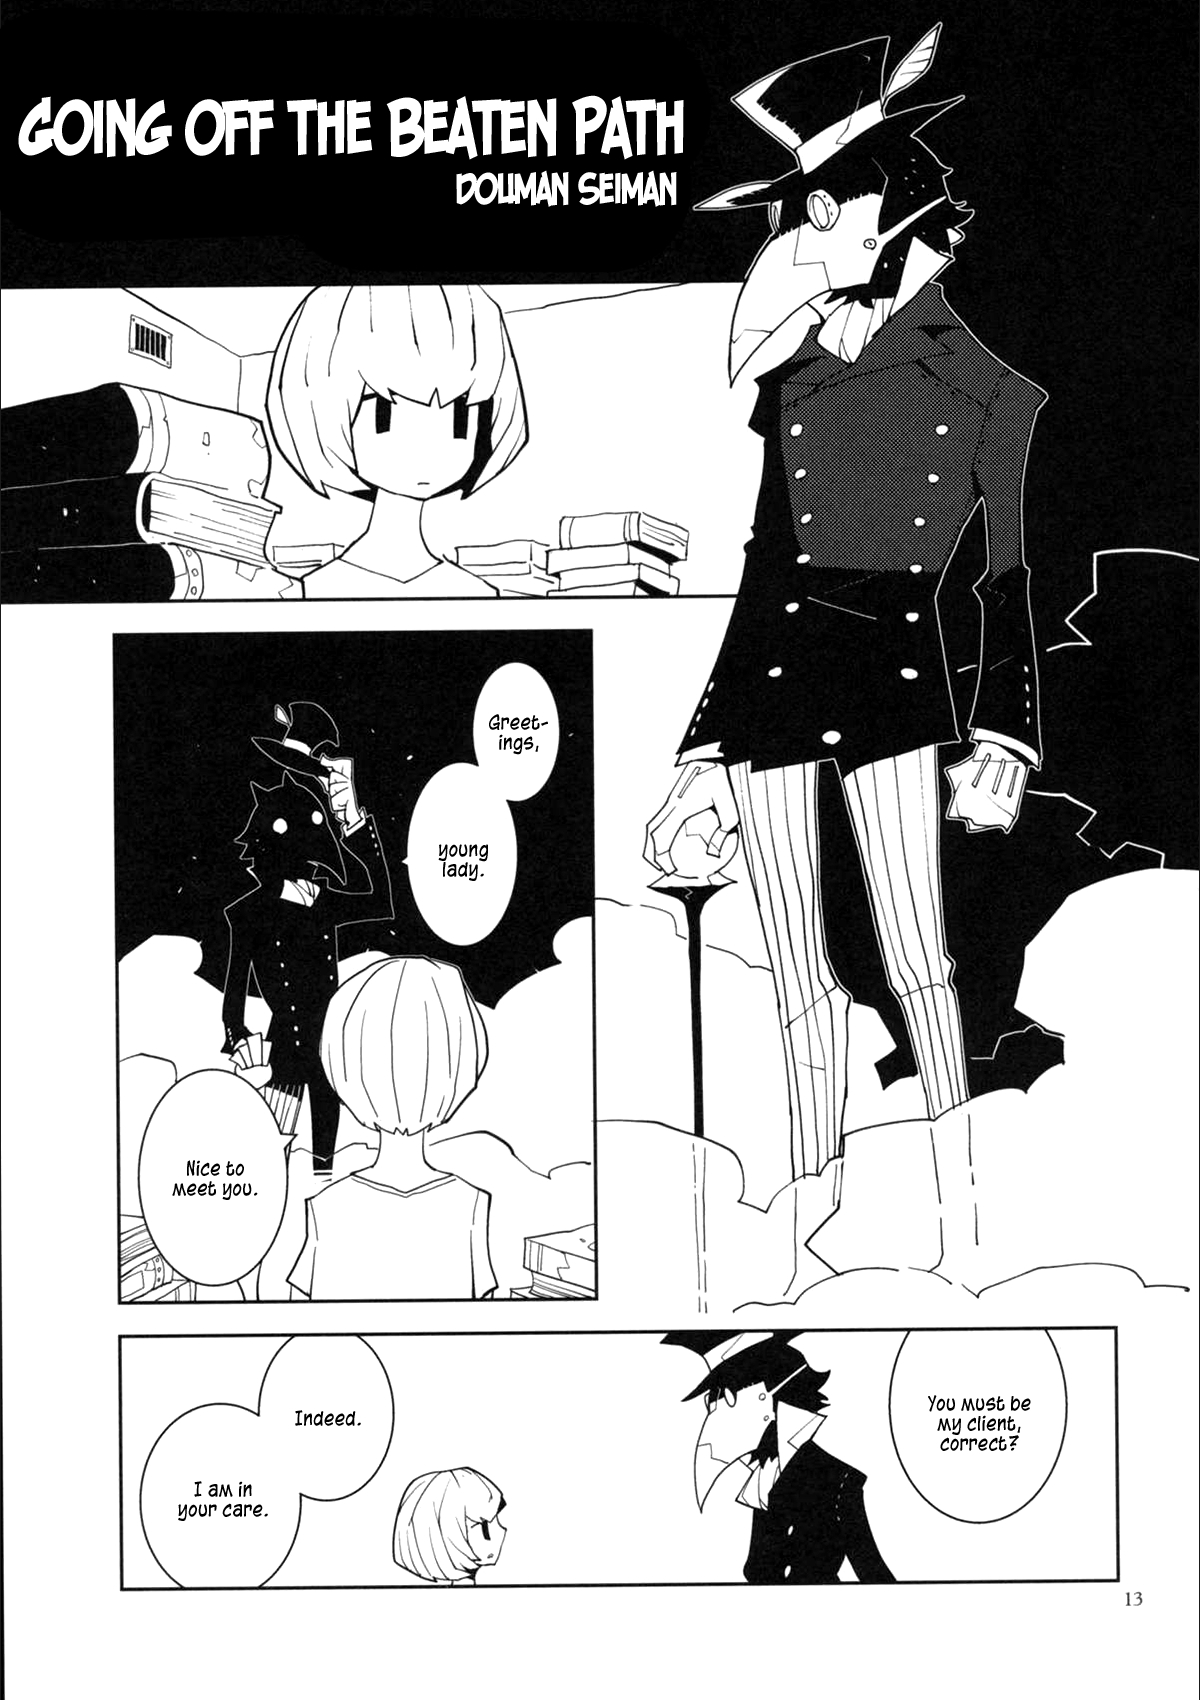 GOING OFF THE BEATEN PATH
DOUMAN SEIMAN
Greet-
ings,
young
lady.
Nice to
meet you.
You must be
my client,
correct?
Indeed.
I am in
your care.
13